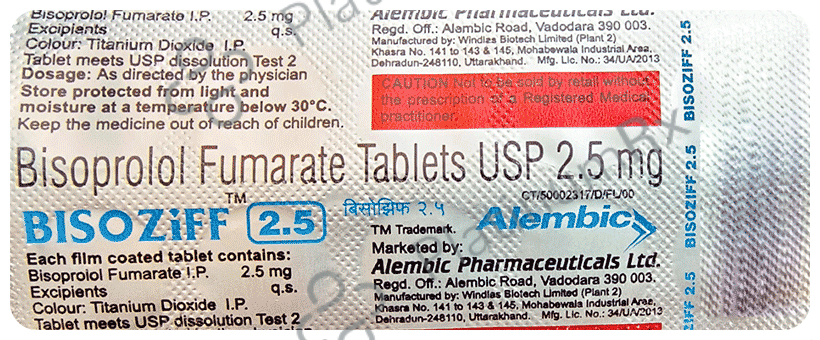 Bisoprolol Fumarate I.P. 2.5 mg
Excipients q.s.
Colour: Titanium Dioxide I.P.
Tablet meets USP dissolution Test 2
Dosage: As directed by the physician
Store protected from light and
moisture at a temperature below 30°C.
Keep the medicine out of reach of children.
Alembic Pharmaceuticals Ltd.
Regd. Off.: Alembic Road, Vadodara 390 003.
Manufactured by: Windlas Biotech Limited (Plant 2)
Khasra No. 141 to 143 & 145, Mohabewala Industrial Area,
Dehradun-248110, Uttarakhand. Mfg. Lic. No.: 34/UA/2013
CAUTION Not to be sold by retail without
the prescription of a Registered Medical
practitioner.
Bisoprolol Fumarate Tablets USP 2.5 mg
CT/50002317/D/FL/00
BISOZiFF™ 2.5 बिसोझिफ २.५ Alembic
TM Trademark.
Each film coated tablet contains:
Bisoprolol Fumarate I.P. 2.5 mg
Excipients q.s.
Colour: Titanium Dioxide I.P.
Tablet meets USP dissolution Test 2
Marketed by:
Alembic Pharmaceuticals Ltd.
Regd. Off.: Alembic Road, Vadodara 390 003.
Manufactured by: Windlas Biotech Limited (Plant 2)
Khasra No. 141 to 143 & 145, Mohabewala Industrial Area,
Dehradun-248110, Uttarakhand. Mfg. Lic. No.: 34/UA/2013
BISOZIFF 2.5
BISOZIFF 2.5
BISOZIFF 2.5